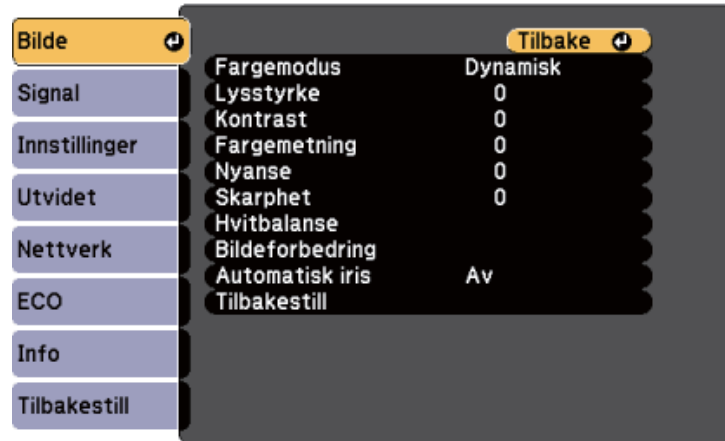 Bilde
Signal
Innstillinger
Utvidet
Nettverk
ECO
Info
Tilbakestill
Tilbake
Fargemodus Dynamisk
Lysstyrke 0
Kontrast 0
Fargemetning 0
Nyanse 0
Skarphet 0
Hvitbalanse
Bildeforbedring
Automatisk iris Av
Tilbakestill